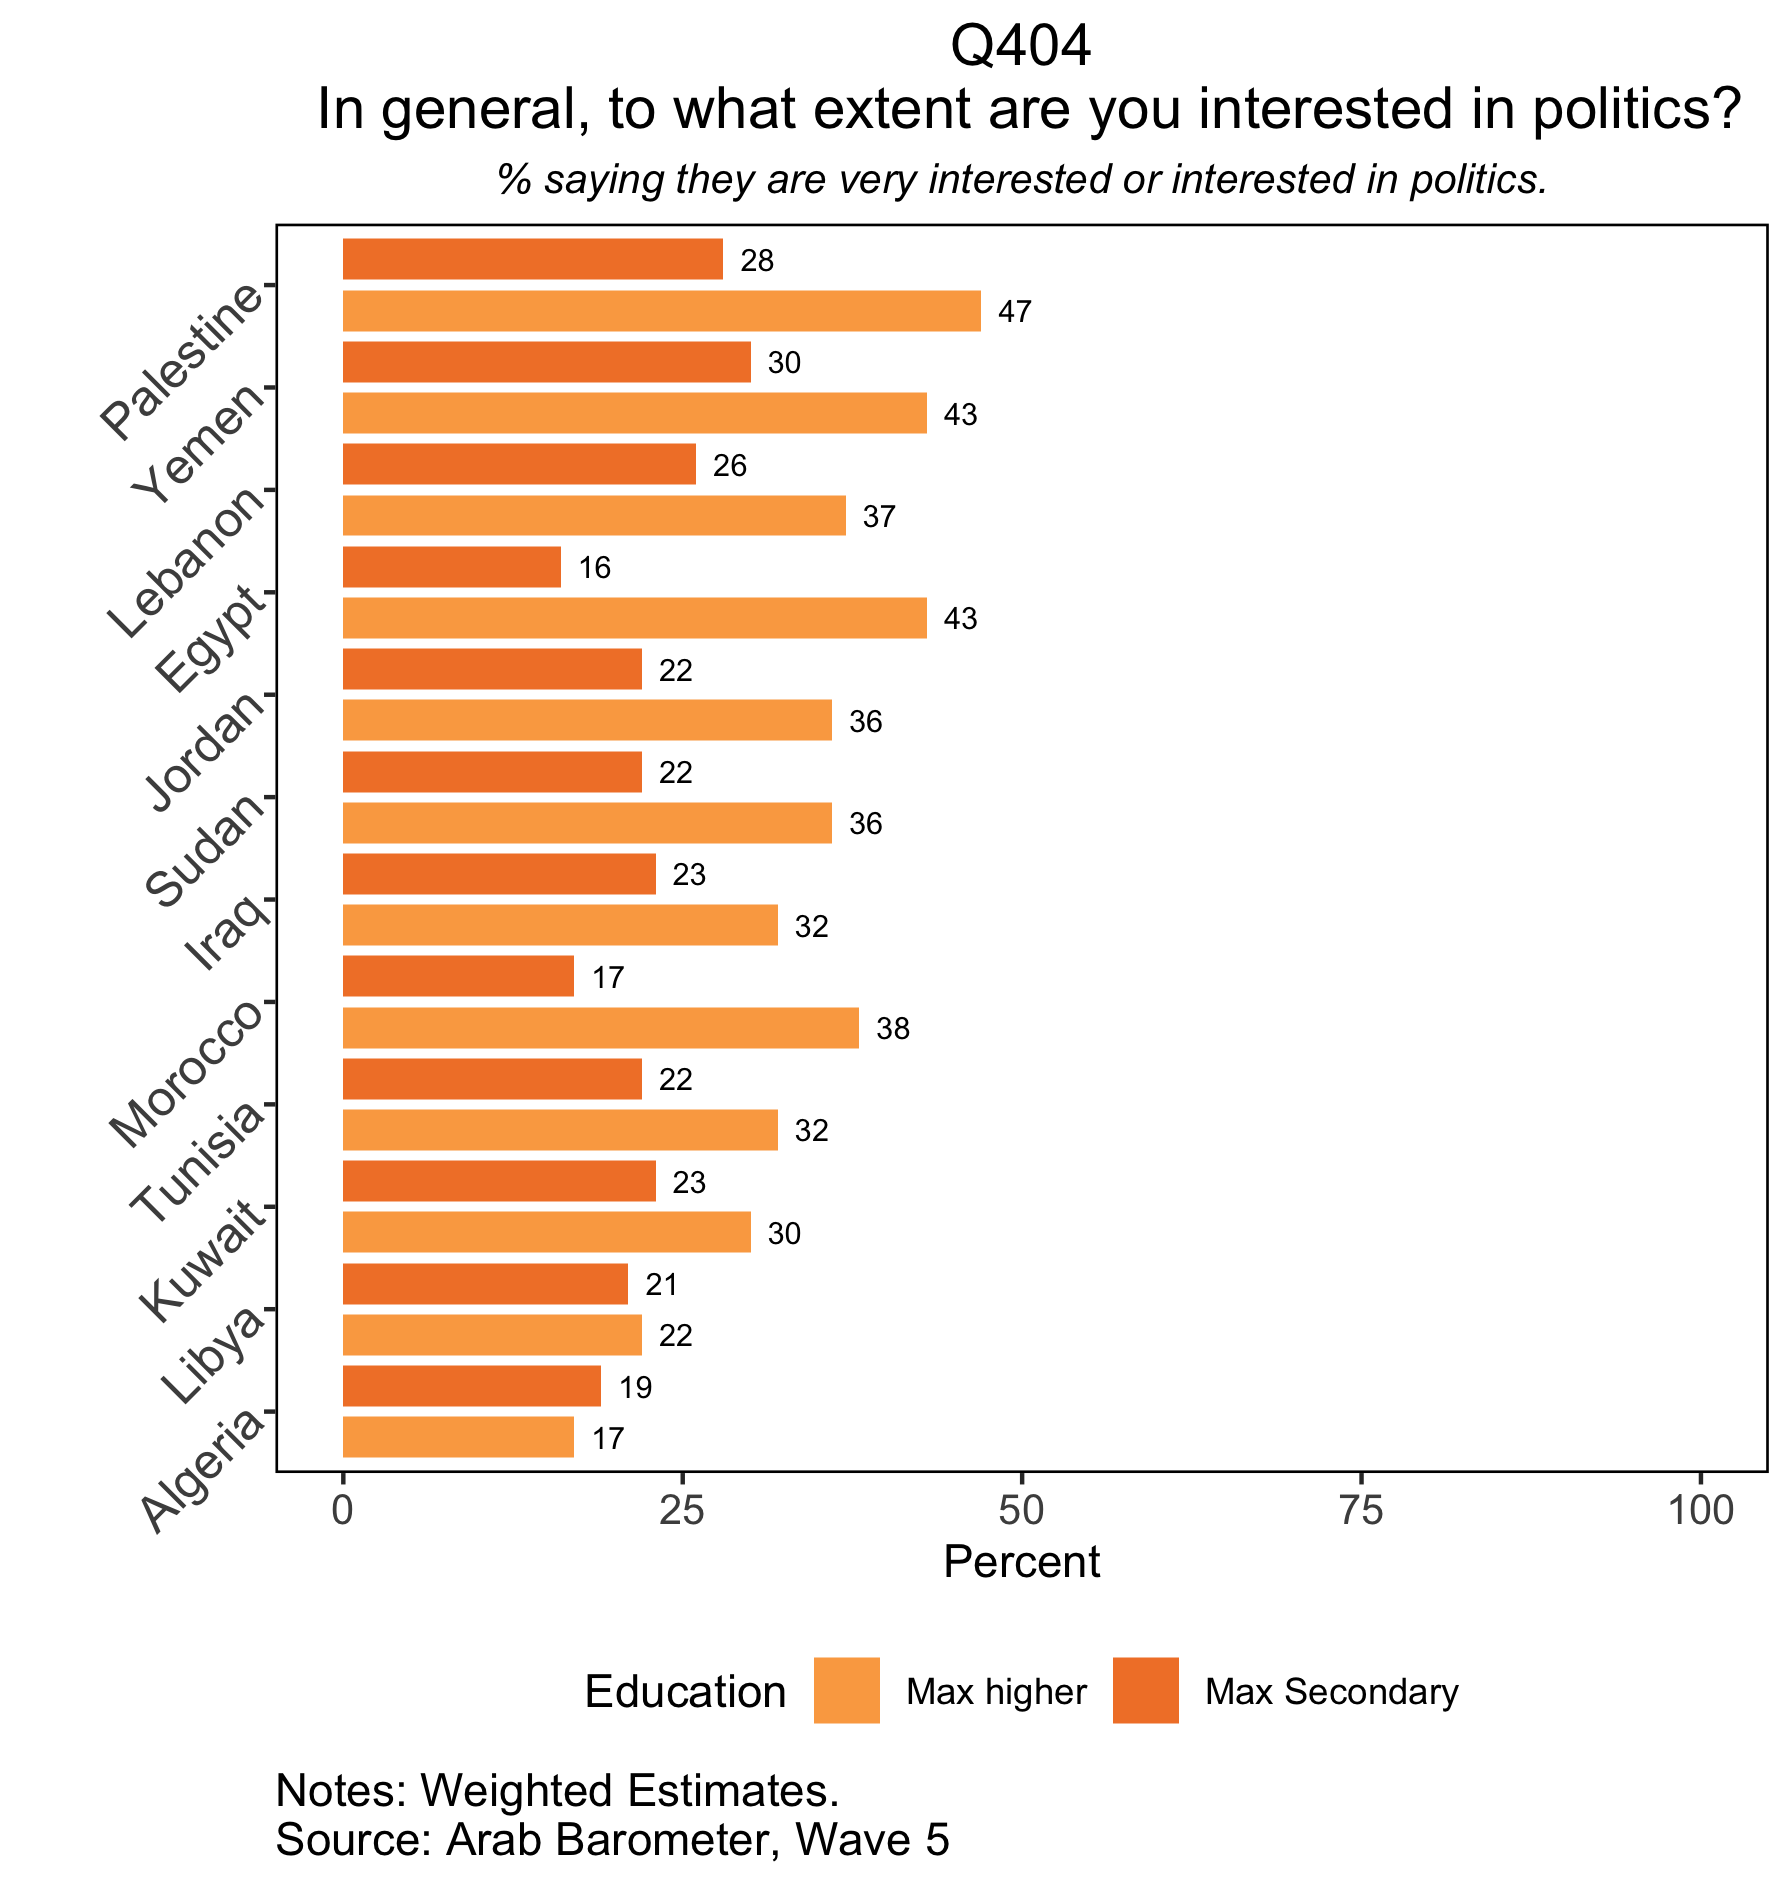 Q404
In general, to what extent are you interested in politics?
% saying they are very interested or interested in politics.
Palestine
28
47
Yemen
30
43
Lebanon
26
37
Egypt
16
43
Jordan
22
36
Sudan
22
36
Iraq
23
32
Morocco
17
38
Tunisia
22
32
Kuwait
23
30
Libya
21
22
Algeria
19
17
0 25 50 75 100
Percent
Education Max higher Max Secondary
Notes: Weighted Estimates.
Source: Arab Barometer, Wave 5